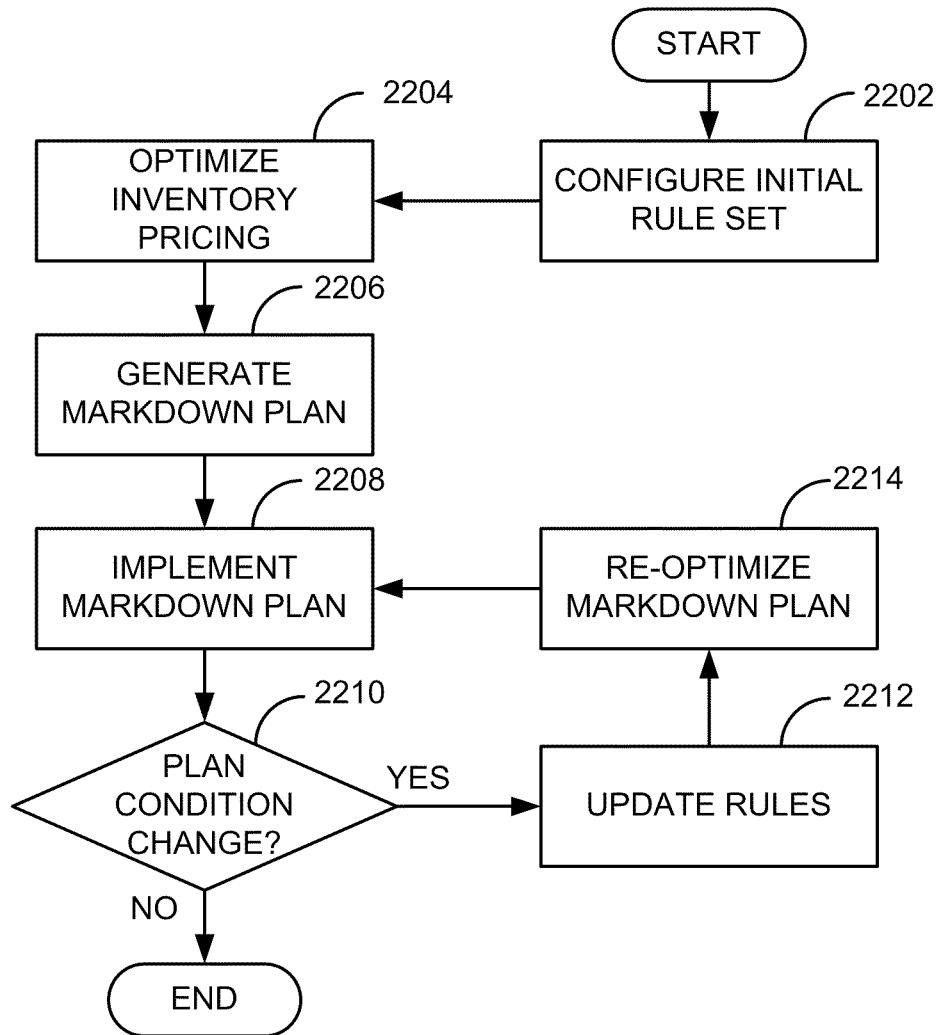 START
2202
CONFIGURE INITIAL
RULE SET
2204
OPTIMIZE
INVENTORY
PRICING
2206
GENERATE
MARKDOWN PLAN
2208
IMPLEMENT
MARKDOWN PLAN
2210
PLAN
CONDITION
CHANGE?
YES
2212
UPDATE RULES
2214
RE-OPTIMIZE
MARKDOWN PLAN
NO
END